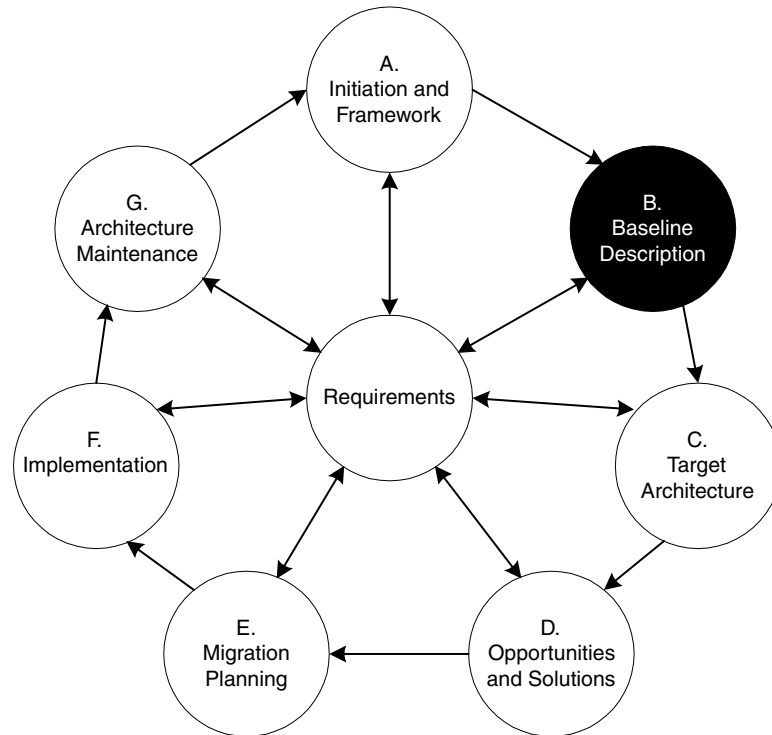 A.
Initiation and
Framework
B.
Baseline
Description
G.
Architecture
Maintenance
Requirements
C.
Target
Architecture
F.
Implementation
E.
Migration
Planning
D.
Opportunities
and Solutions